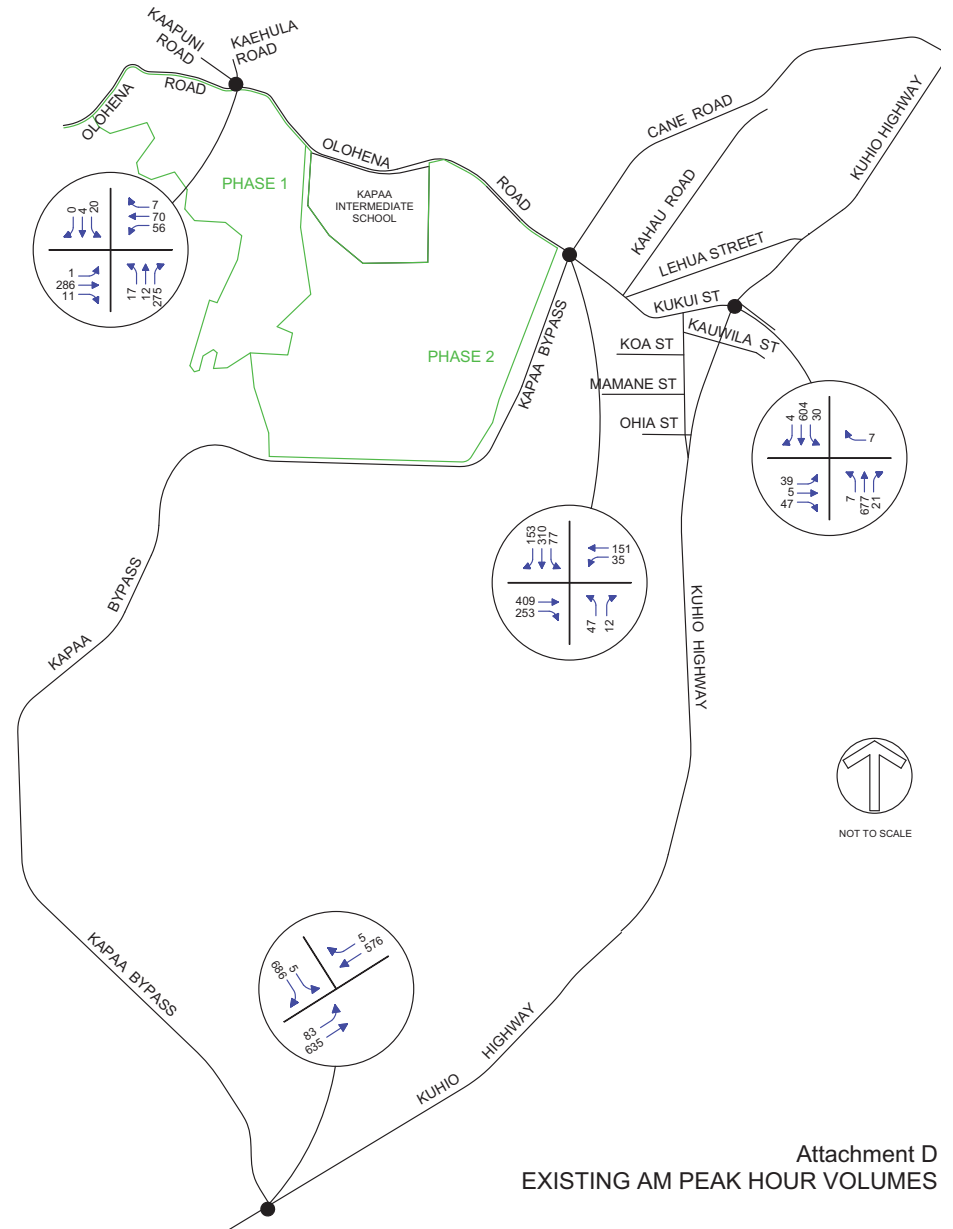 KAAPUNI
ROAD
KAEHULA
ROAD
OLOHENA
ROAD
OLOHENA
ROAD
CANE ROAD
KUHIO HIGHWAY
KAHAU ROAD
LEHUA STREET
KUKUI ST
KAUWILA ST
KOA ST
MAMANE ST
OHIA ST
PHASE 1
KAPAA
INTERMEDIATE
SCHOOL
PHASE 2
KAPAA BYPASS
0
4
20
7
70
56
1
286
11
17
12
275
4
604
30
7
39
5
47
7
677
21
153
310
77
151
35
409
253
47
12
KAPAA
BYPASS
KUHIO HIGHWAY
NOT TO SCALE
KAPAA BYPASS
686
5
5
576
83
635
KUHIO
HIGHWAY
Attachment D
EXISTING AM PEAK HOUR VOLUMES